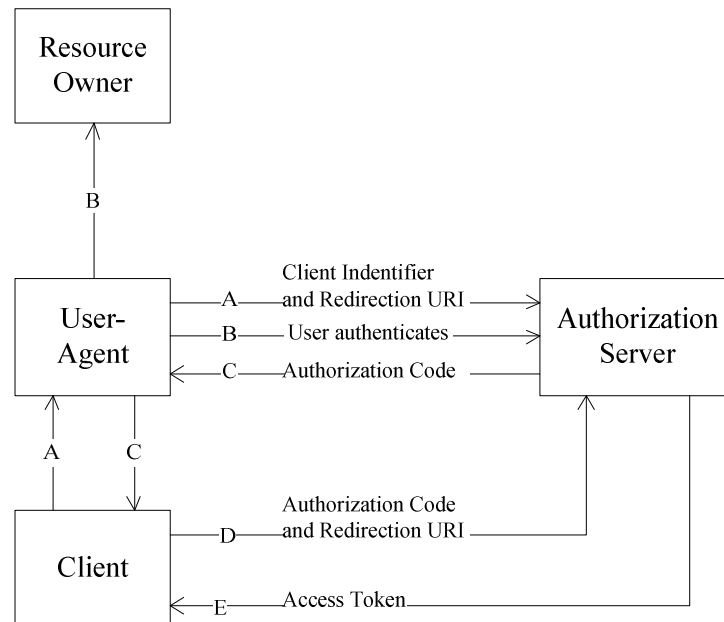 Resource
Owner
B
Client Indentifier
A
and Redirection URI
User-
Agent
B
User authenticates
Authorization
Server
C
Authorization Code
A
C
Authorization Code
D
and Redirection URI
Client
E
Access Token